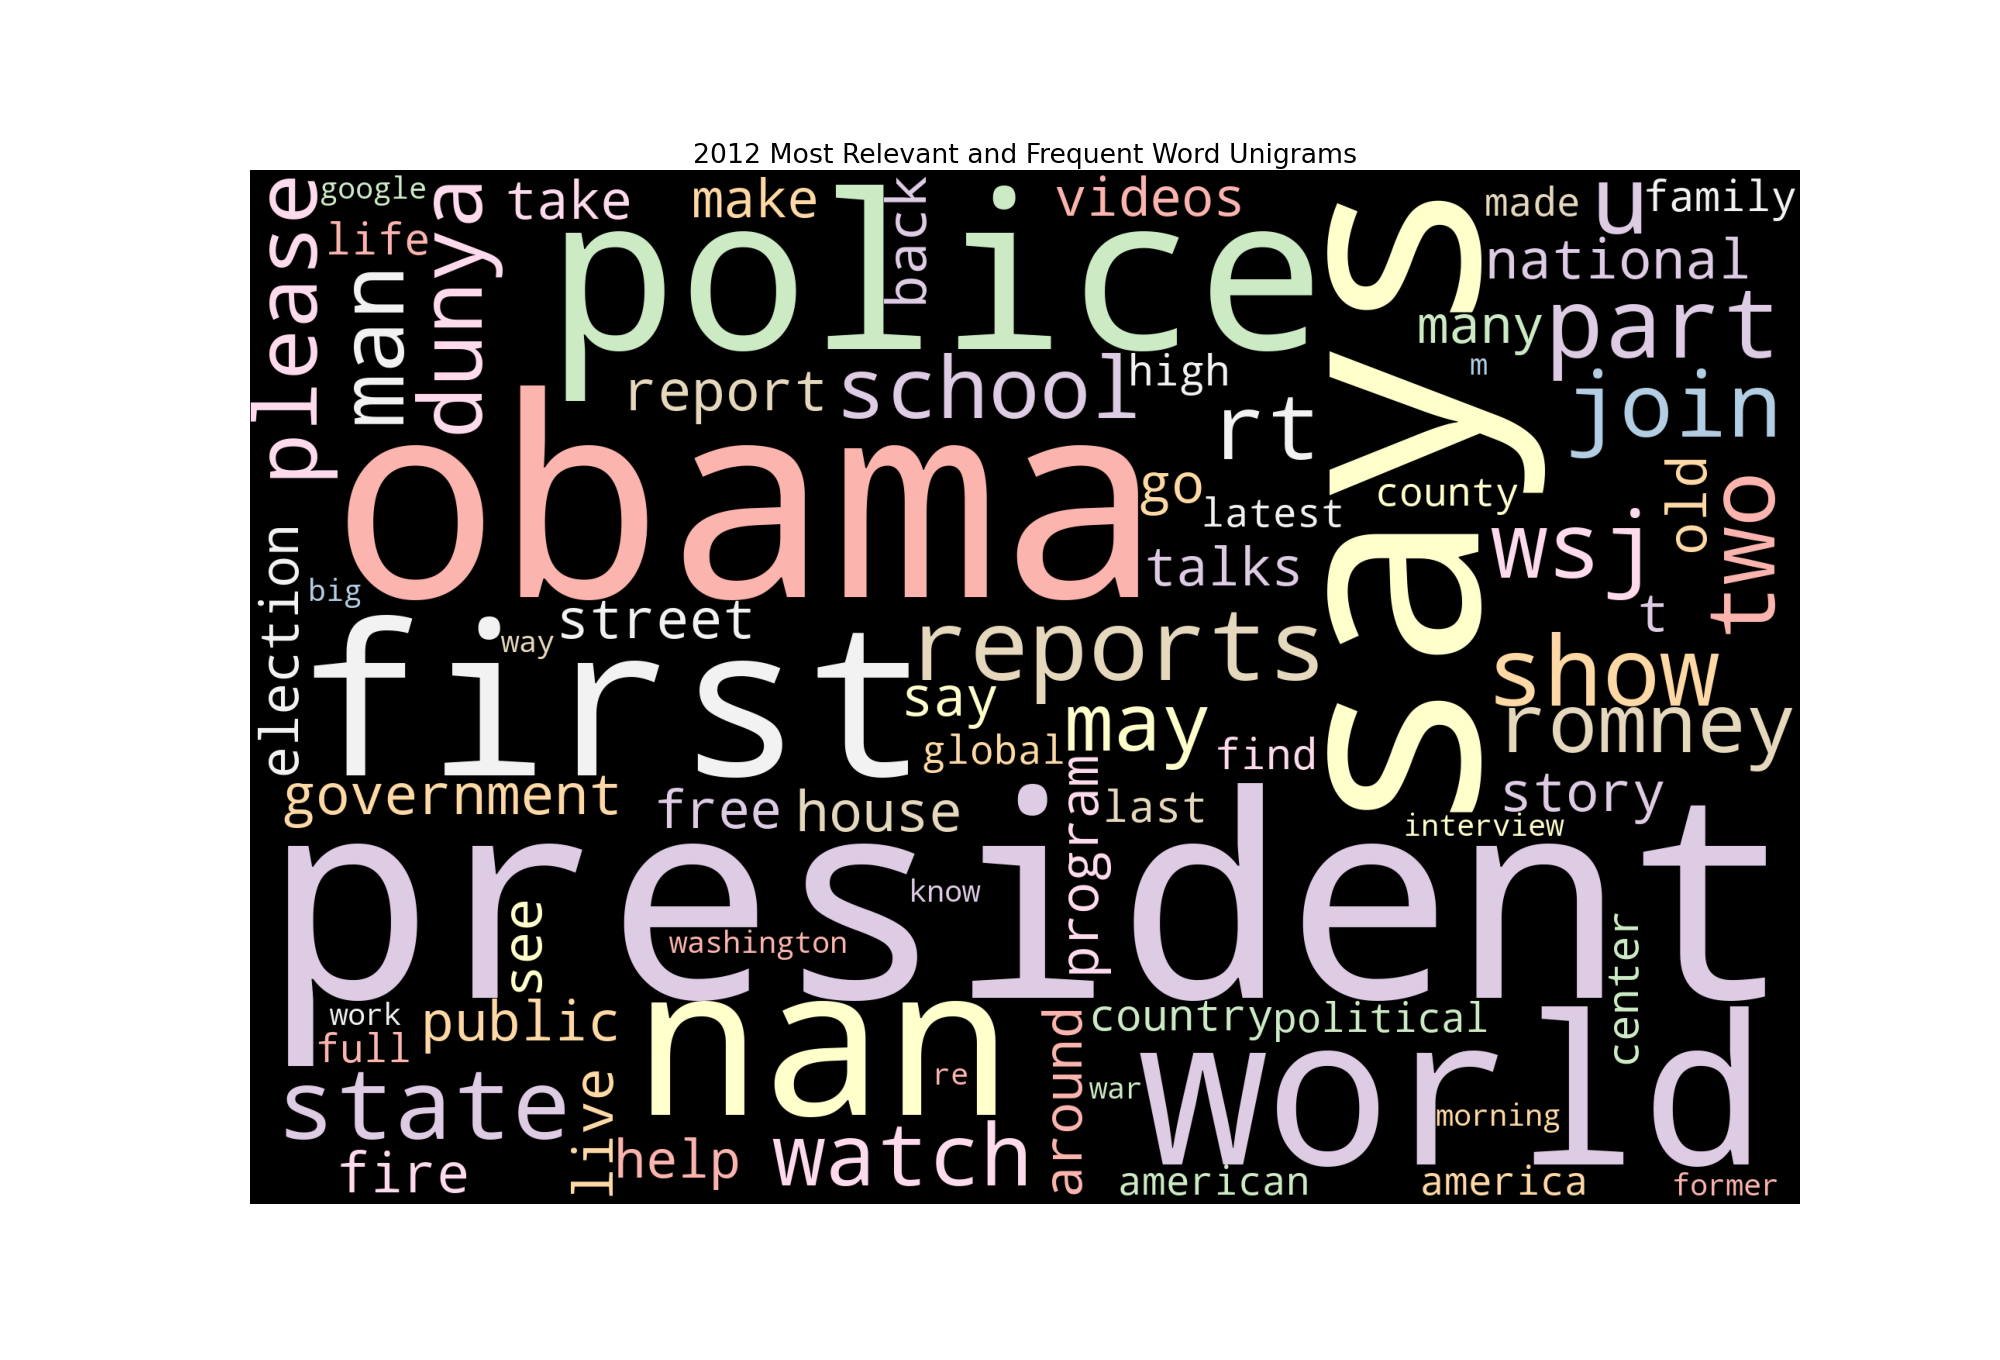 2012 Most Relevant and Frequent Word Unigrams
please
google
life
man
dunya
take
make
police
back
videos
says
made
u
family
national
many
part
m
join
report
school
high
rt
obama
go
latest
county
old
two
wsj
talks
t
election
big
first
way
street
reports
say
may
global
find
show
romney
government
free
house
program
last
story
interview
president
see
know
washington
center
work
full
public
nan
re
around
country
political
war
world
morning
state
live
fire
help
watch
american
america
former